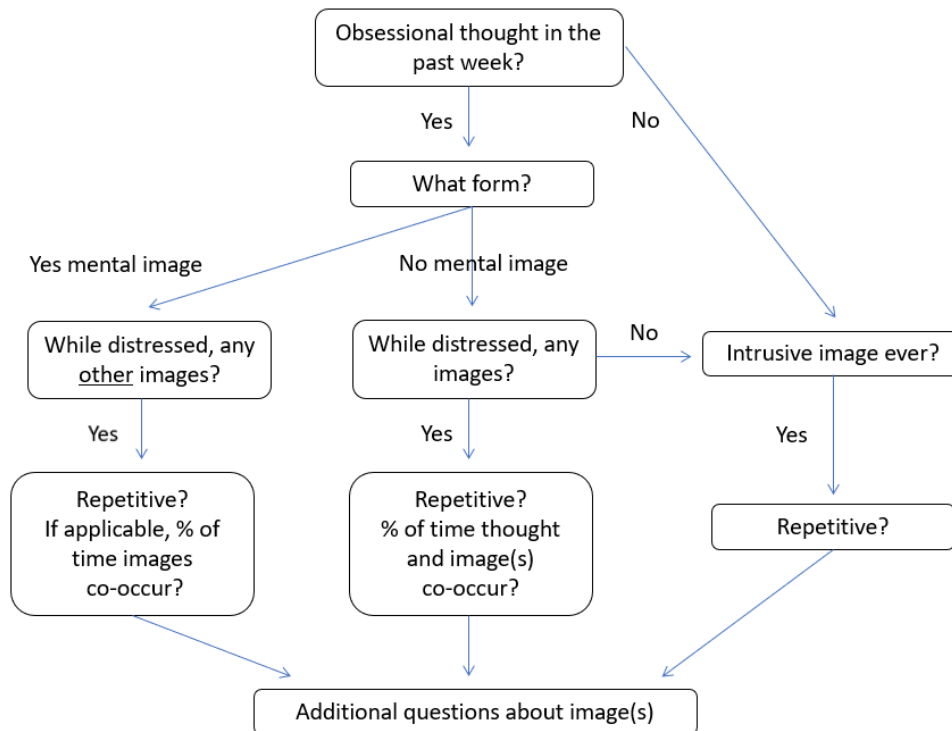 Obsessional thought in the
past week?
Yes
No
What form?
Yes mental image
No mental image
While distressed, any
other images?
While distressed, any
images?
No
Intrusive image ever?
Yes
Yes
Yes
Repetitive?
If applicable, % of
time images
co-occur?
Repetitive?
% of time thought
and image(s)
co-occur?
Repetitive?
Additional questions about image(s)